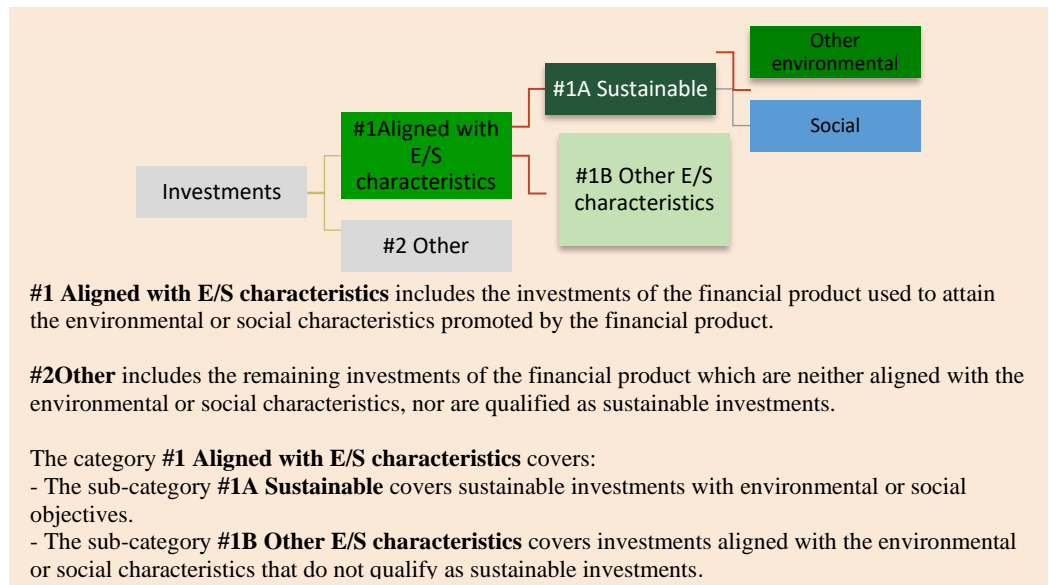 Other
environmental
#1A Sustainable
Social
#1Aligned with
E/S
characteristics
#1B Other E/S
characteristics
Investments
#2 Other
#1 Aligned with E/S characteristics includes the investments of the financial product used to attain
the environmental or social characteristics promoted by the financial product.
#2Other includes the remaining investments of the financial product which are neither aligned with the
environmental or social characteristics, nor are qualified as sustainable investments.
The category #1 Aligned with E/S characteristics covers:
- The sub-category #1A Sustainable covers sustainable investments with environmental or social
objectives.
- The sub-category #1B Other E/S characteristics covers investments aligned with the environmental
or social characteristics that do not qualify as sustainable investments.